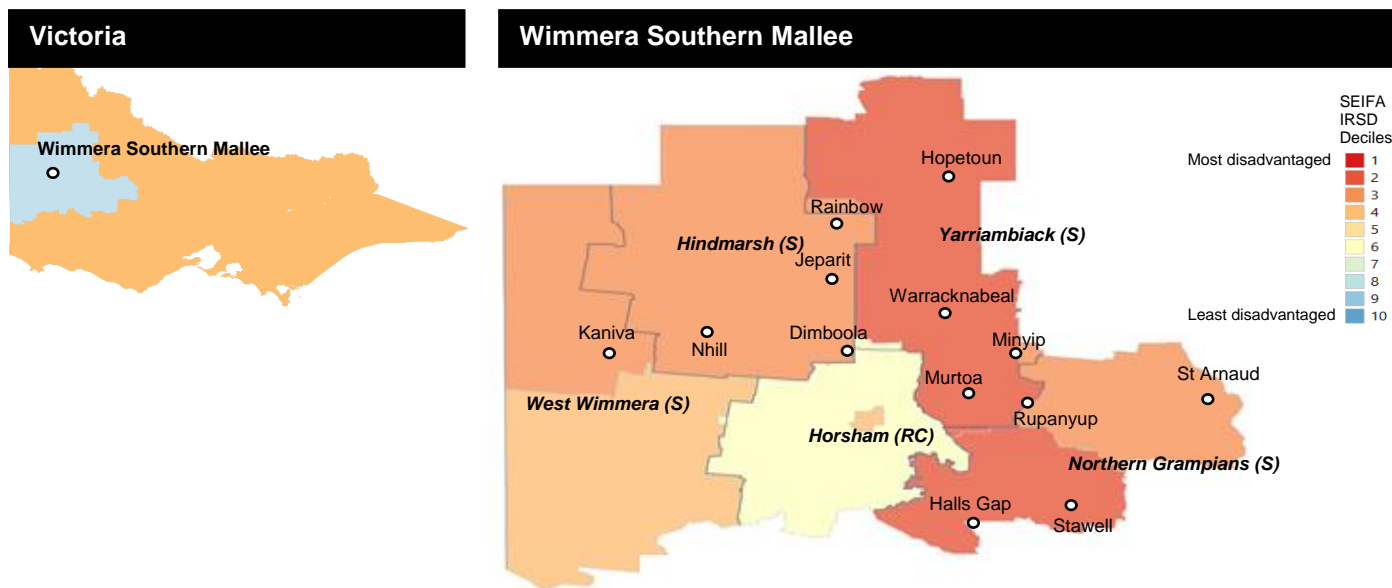 Victoria
Wimmera Southern Mallee
Wimmera Southern Mallee
SEIFA
IRSD
Deciles
Most disadvantaged
1
2
3
4
5
6
7
8
9
10
Least disadvantaged
Hopetoun
Rainbow
Hindmarsh (S)
Yarriambiack (S)
Jeparit
Warracknabeal
Kaniva
Nhill
Dimboola
Minyip
Murtoa
St Arnaud
West Wimmera (S)
Rupanyup
Horsham (RC)
Northern Grampians (S)
Halls Gap
Stawell